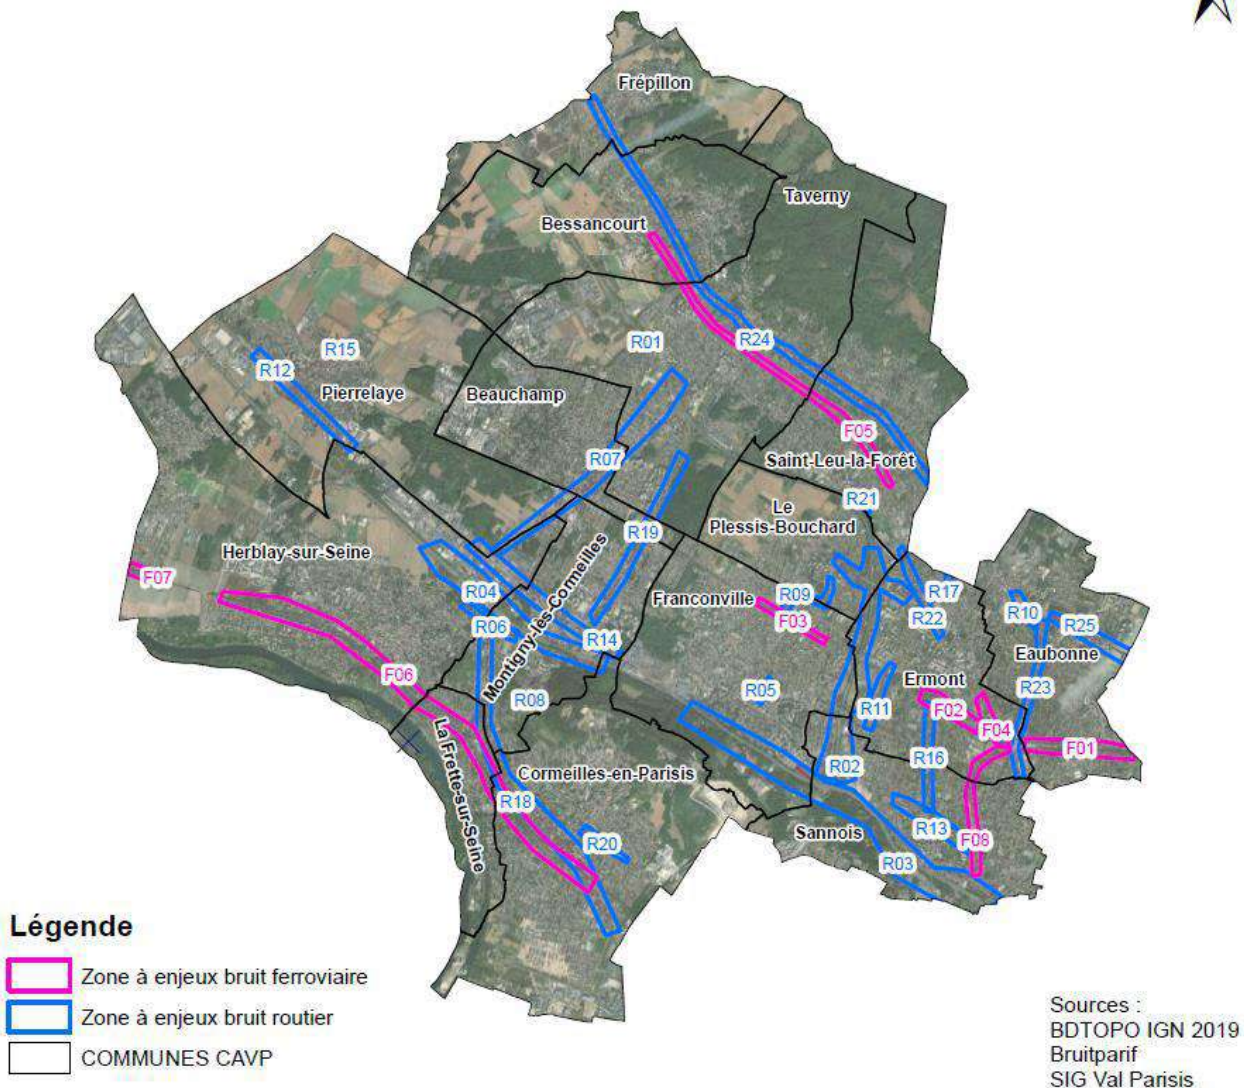 Frépillon
Taverny
Bessancourt
R01
R24
R15
R12
Pierrelaye
Beauchamp
F05
R07
Saint-Leu-la-Forêt
R21
Le
Plessis-Bouchard
R19
Herblay-sur-Seine
F07
Montigny-lès-Cormeilles
R04
R09
Franconville
F03
R17
R22
R10
R25
R06
R14
Eaubonne
F06
R08
R05
Ermont
R23
F02
R11
F04
F01
La Frette-sur-Seine
Cormeilles-en-Parisis
R02
R16
R18
Sannois
R13
F08
R20
R03
Légende
Zone à enjeux bruit ferroviaire
Zone à enjeux bruit routier
COMMUNES CAVP
Sources :
BDTOPO IGN 2019
Bruitparif
SIG Val Parisis